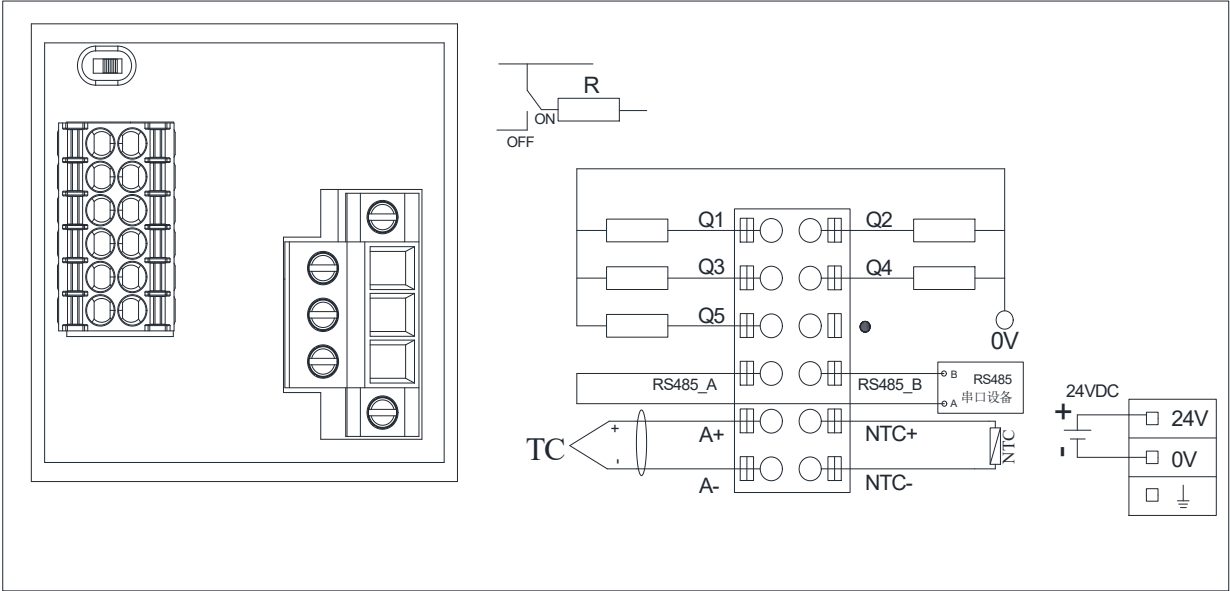 R
ON
OFF
Q1
Q2
Q3
Q4
Q5
0V
RS485_A
RS485_B
B
RS485
A
串口设备
TC
+
-
A+
A-
NTC+
NTC-
NTC
24VDC
+
-
24V
0V